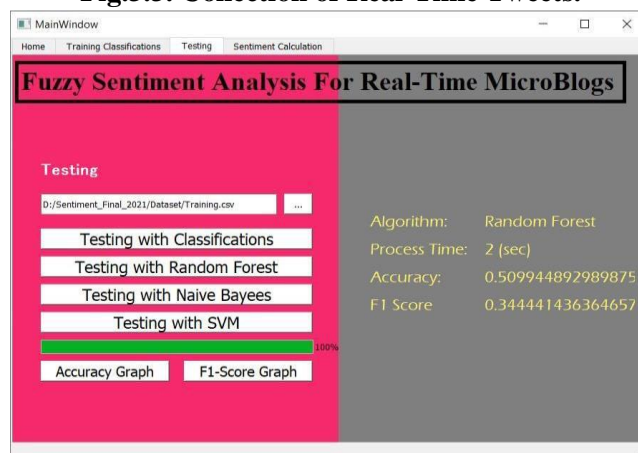 Fig.5.5: Collection of Real-Time Tweets.
MainWindow
Home Training Classifications Testing Sentiment Calculation
Fuzzy Sentiment Analysis For Real-Time MicroBlogs
Testing
D:/Sentiment_Final_2021/Dataset/Training.csv ...
Testing with Classifications
Testing with Random Forest
Testing with Naive Bayees
Testing with SVM
100%
Accuracy Graph F1-Score Graph
Algorithm: Random Forest
Process Time: 2 (sec)
Accuracy: 0.509944892989875
F1 Score 0.344441436364657